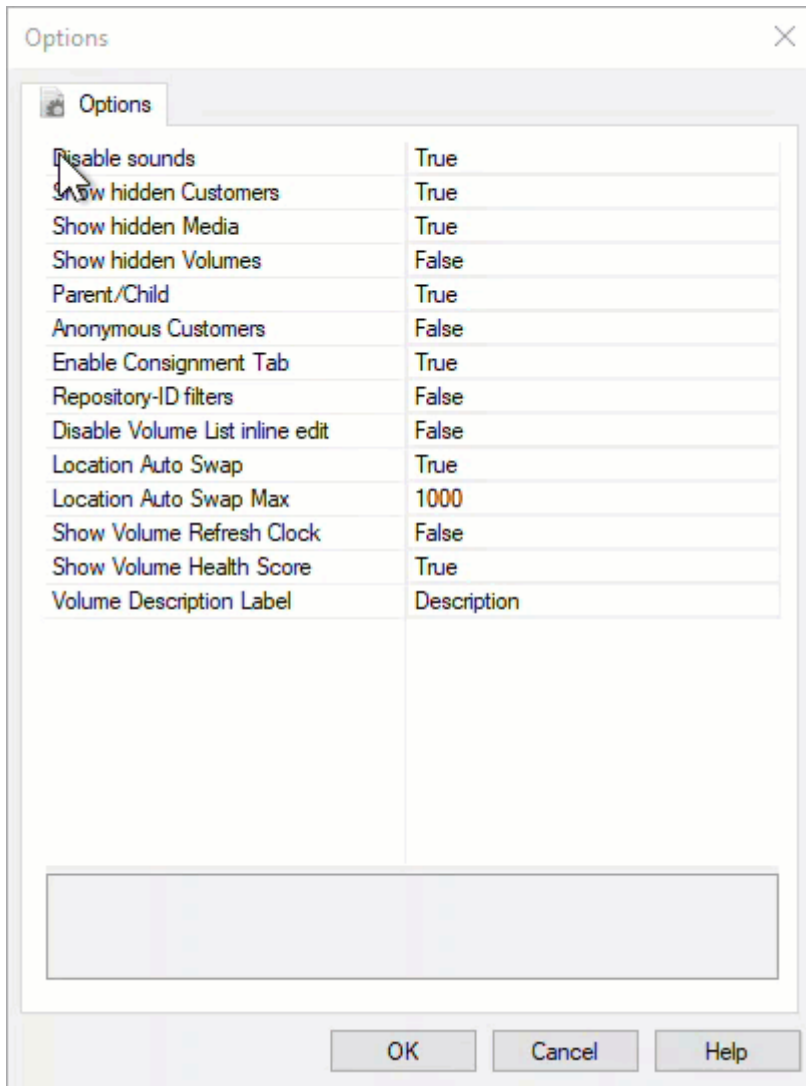 Options
Options
Disable sounds True
Show hidden Customers True
Show hidden Media True
Show hidden Volumes False
Parent/Child True
Anonymous Customers False
Enable Consignment Tab True
Repository-ID filters False
Disable Volume List inline edit False
Location Auto Swap True
Location Auto Swap Max 1000
Show Volume Refresh Clock False
Show Volume Health Score True
Volume Description Label Description
OK Cancel Help